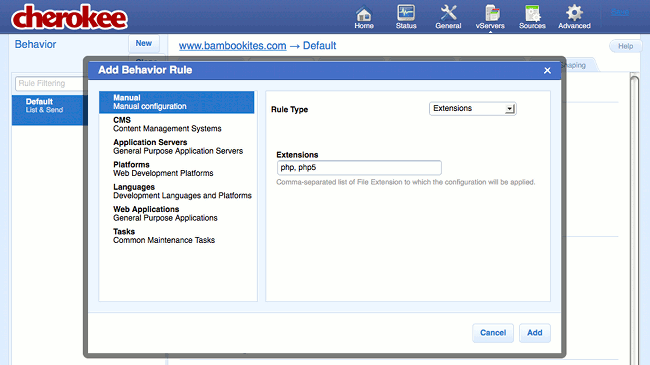 cherokee
Home
Status
General
vServers
Sources
Advanced
Behavior
New
www.bambookites.com → Default
Help
Rule Filtering
Default
List & Send
Add Behavior Rule
Manual
Manual configuration
CMS
Content Management Systems
Application Servers
General Purpose Application Servers
Platforms
Web Development Platforms
Languages
Development Languages and Platforms
Web Applications
General Purpose Applications
Tasks
Common Maintenance Tasks
Rule Type
Extensions
Extensions
php, php5
Comma-separated list of File Extension to which the configuration will be applied.
Cancel
Add